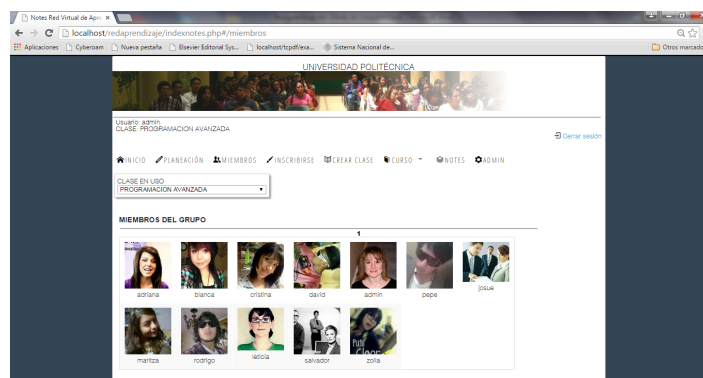 Notes Red Virtual de Apre
localhost/redaprendizaje/indexnotes.php#/miembros
Aplicaciones Cyberoam Nueva pestaña Elsevier Editorial Sys... localhost/tcpdf/exa... Sistema Nacional de... Otros marcado
UNIVERSIDAD POLITÉCNICA
Usuario: admin
CLASE: PROGRAMACION AVANZADA
Cerrar sesión
INICIO PLANEACIÓN MIEMBROS INSCRIBIRSE CREAR CLASE CURSO NOTES ADMIN
CLASE EN USO
PROGRAMACION AVANZADA
MIEMBROS DEL GRUPO
1
adriana blanca cristina david admin pepe josue
maritza rodrigo leticia salvador zoila